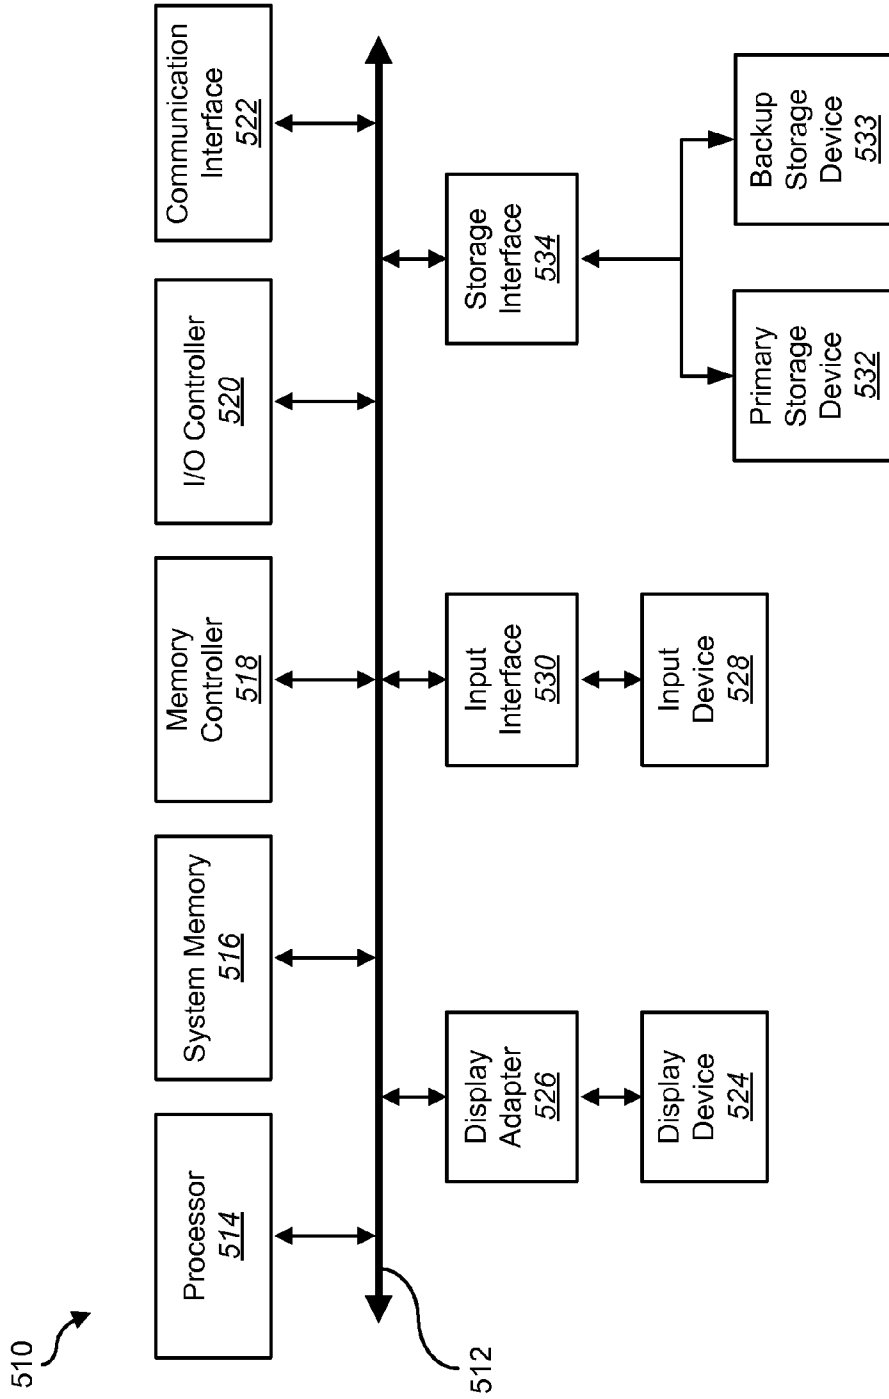 510
Processor
514
System Memory
516
Memory
Controller
518
I/O Controller
520
Communication
Interface
522
512
Display
Adapter
526
Input
Interface
530
Storage
Interface
534
Display
Device
524
Input
Device
528
Primary
Storage
Device
532
Backup
Storage
Device
533